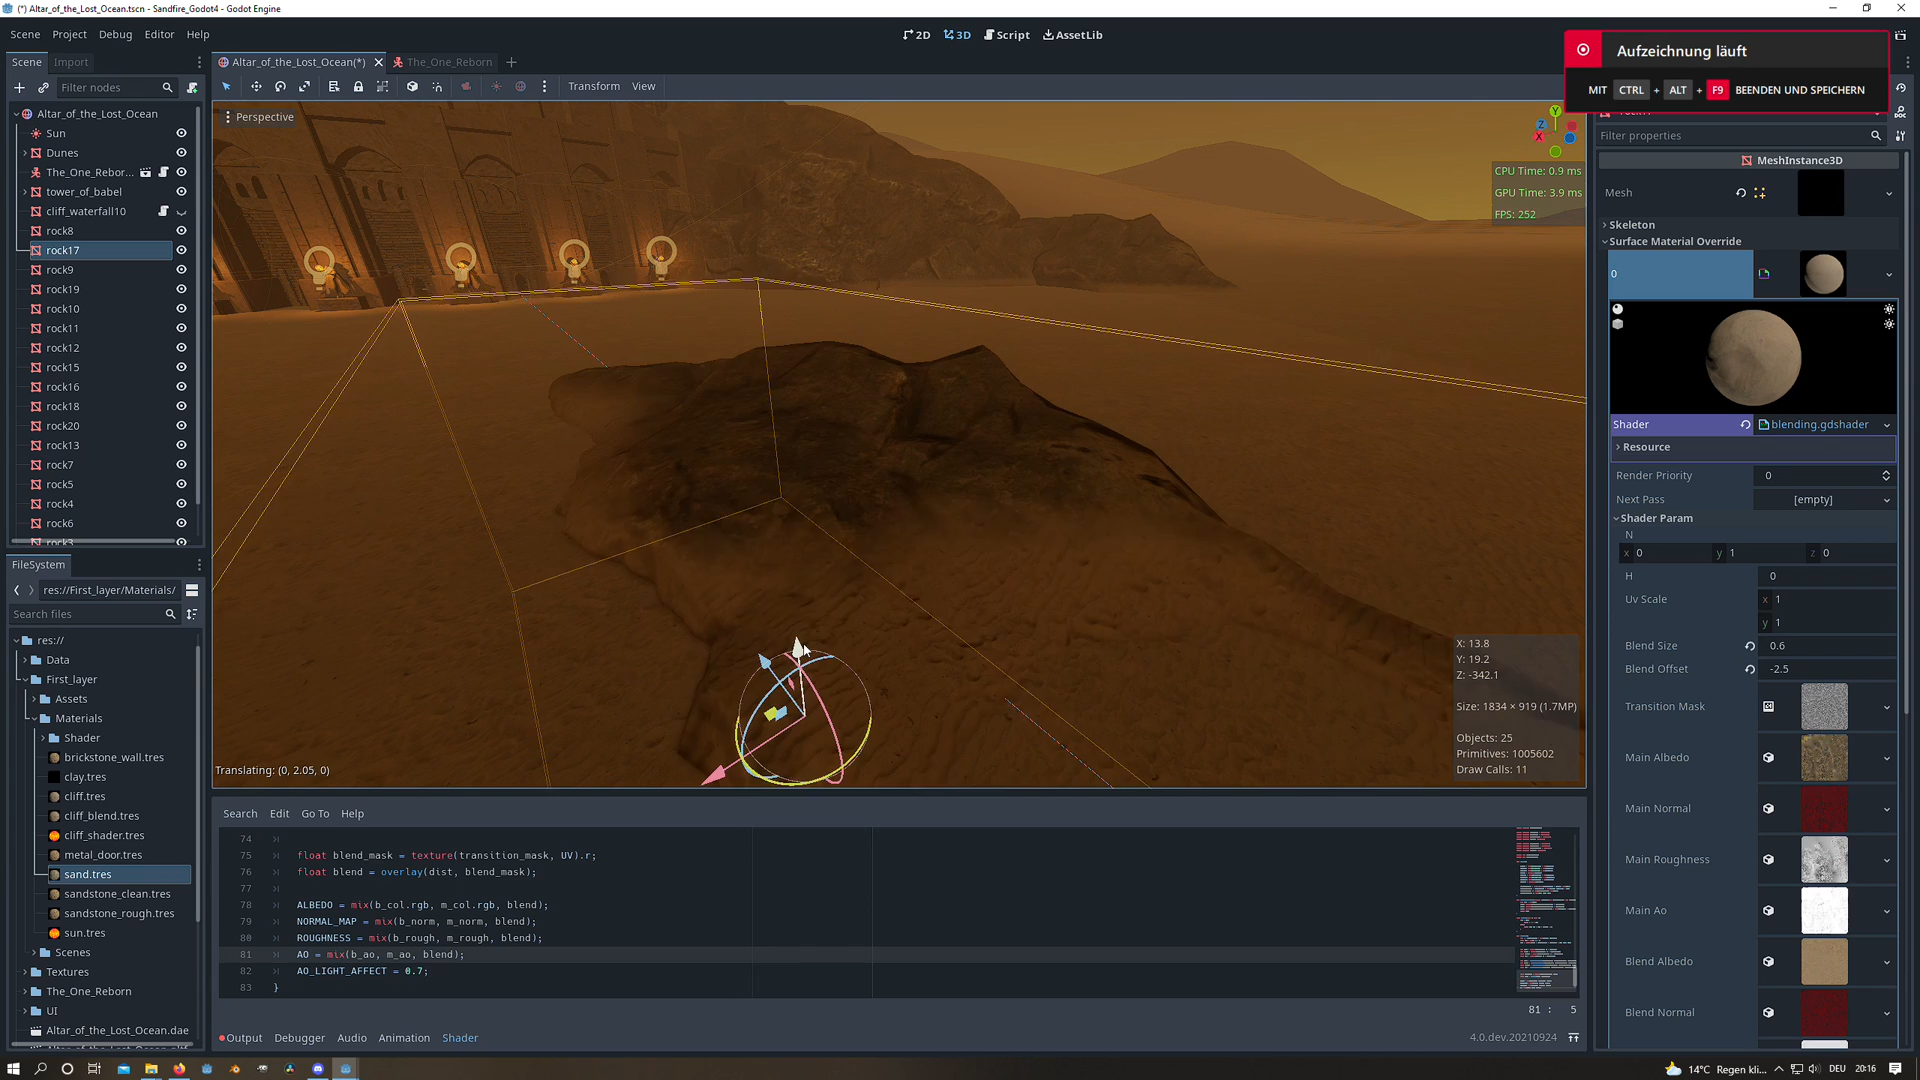 (*) Altar_of_the_Lost_Ocean.tscn - Sandfire_Godot4 - Godot Engine
Scene Project Debug Editor Help
2D 3D Script AssetLib
Aufzeichnung läuft
MIT CTRL + ALT + F9 BEENDEN UND SPEICHERN
Scene Import
Altar_of_the_Lost_Ocean(*)
The_One_Reborn
Filter nodes
Transform View
Altar_of_the_Lost_Ocean
Sun
Dunes
The_One_Rebor...
tower_of_babel
cliff_waterfall10
rock8
rock17
rock9
rock19
rock10
rock11
rock12
rock15
rock16
rock18
rock20
rock13
rock7
rock5
rock4
rock6
rock3
FileSystem
res://First_layer/Materials/
Search files
res://
Data
First_layer
Assets
Materials
Shader
brickstone_wall.tres
clay.tres
cliff.tres
cliff_blend.tres
cliff_shader.tres
metal_door.tres
sand.tres
sandstone_clean.tres
sandstone_rough.tres
sun.tres
Scenes
Textures
The_One_Reborn
UI
Altar_of_the_Lost_Ocean.dae
Perspective
Y
Z
X
CPU Time: 0.9 ms
GPU Time: 3.9 ms
FPS: 252
X: 13.8
Y: 19.2
Z: -342.1
Size: 1834 × 919 (1.7MP)
Objects: 25
Primitives: 1005602
Draw Calls: 11
Translating: (0, 2.05, 0)
Search Edit Go To Help
74
75 float blend_mask = texture(transition_mask, UV).r;
76 float blend = overlay(dist, blend_mask);
77
78 ALBEDO = mix(b_col.rgb, m_col.rgb, blend);
79 NORMAL_MAP = mix(b_norm, m_norm, blend);
80 ROUGHNESS = mix(b_rough, m_rough, blend);
81 AO = mix(b_ao, m_ao, blend);
82 AO_LIGHT_AFFECT = 0.7;
83 }
81 : 5
Output Debugger Audio Animation Shader
4.0.dev.20210924
Filter properties
MeshInstance3D
Mesh
Skeleton
Surface Material Override
0
Shader blending.gdshader
Resource
Render Priority 0
Next Pass [empty]
Shader Param
N
x 0 y 1 z 0
H 0
Uv Scale x 1
y 1
Blend Size 0.6
Blend Offset -2.5
Transition Mask
Main Albedo
Main Normal
Main Roughness
Main Ao
Blend Albedo
Blend Normal
14°C Regen kli... DEU 20:16